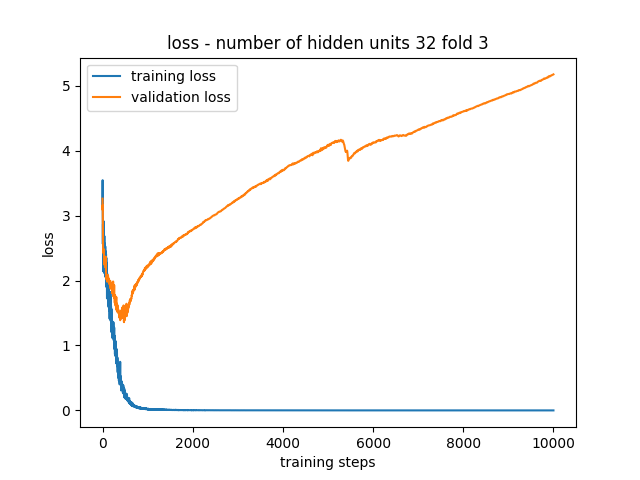 loss - number of hidden units 32 fold 3
training loss
validation loss
5
4
3
2
1
0
loss
0 2000 4000 6000 8000 10000
training steps